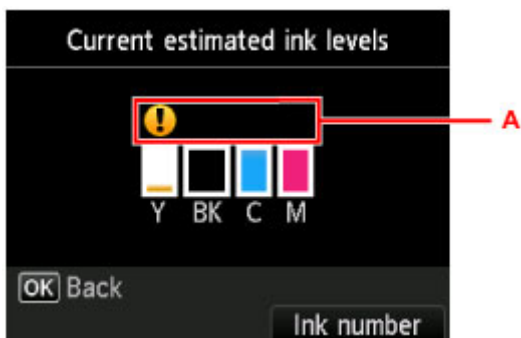 Current estimated ink levels
! A
Y BK C M
OK Back
Ink number